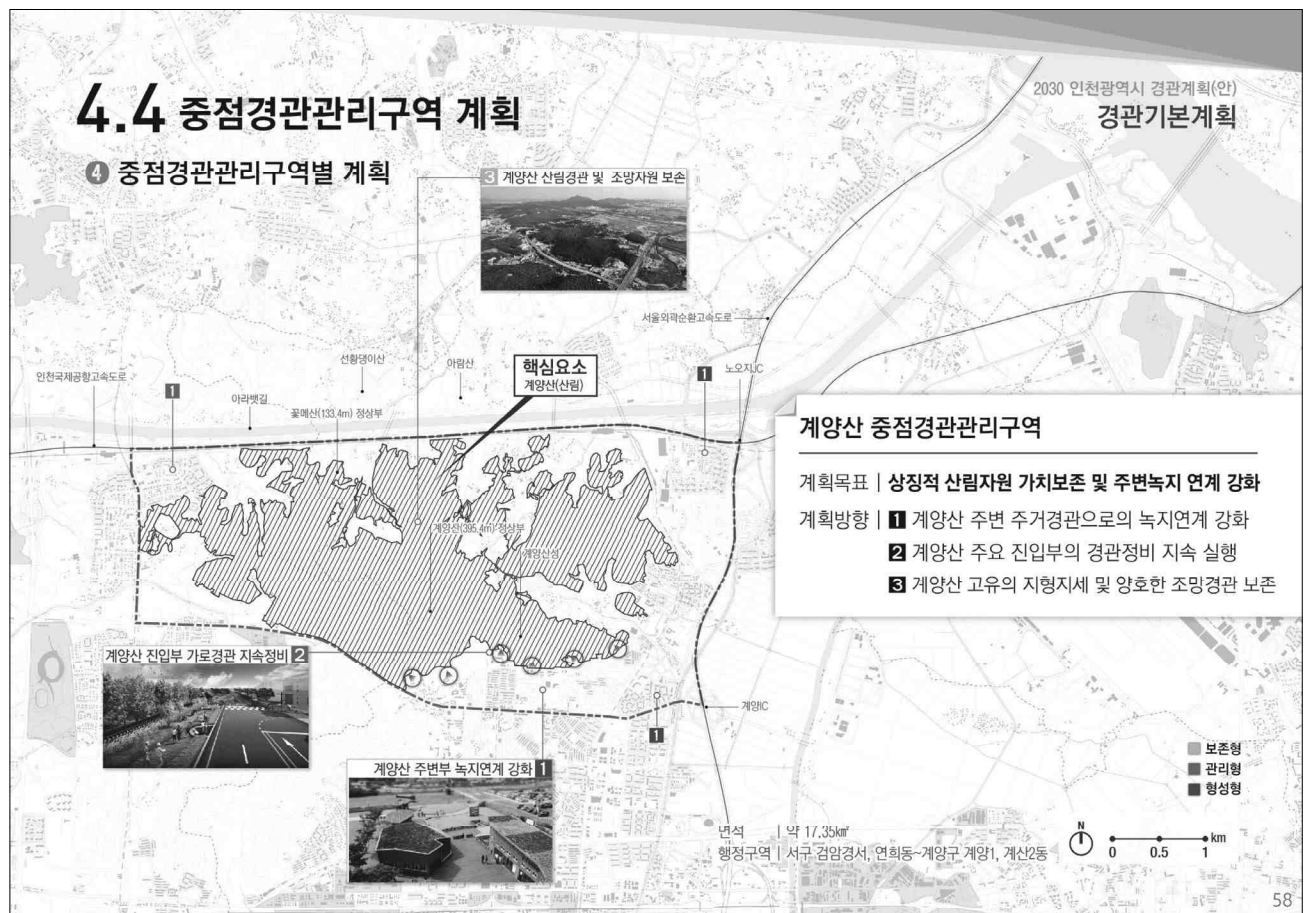 2030 인천광역시 경관계획(안)
경관기본계획
4.4 중점경관관리구역 계획
❹ 중점경관관리구역별 계획
3 계양산 산림경관 및 조망자원 보존
서울외곽순환고속도로
선황댕이산
아람산
핵심요소
계양산(산림)
노오지JC
인천국제공항고속도로
1
아라뱃길
꽃메산(133.4m) 정상부
1
계양산(395.4m) 정상부
계양산성
계양산 중점경관관리구역
계획목표 | 상징적 산림자원 가치보존 및 주변녹지 연계 강화
계획방향 | 1 계양산 주변 주거경관으로의 녹지연계 강화
2 계양산 주요 진입부의 경관정비 지속 실행
3 계양산 고유의 지형지세 및 양호한 조망경관 보존
계양산 진입부 가로경관 지속정비 2
계양IC
1
계양산 주변부 녹지연계 강화 1
보존형
관리형
형성형
면적 | 약 17.35㎢
행정구역 | 서구 검암경서, 연희동~계양구 계양1, 계산2동
N
0 0.5 1 km
58